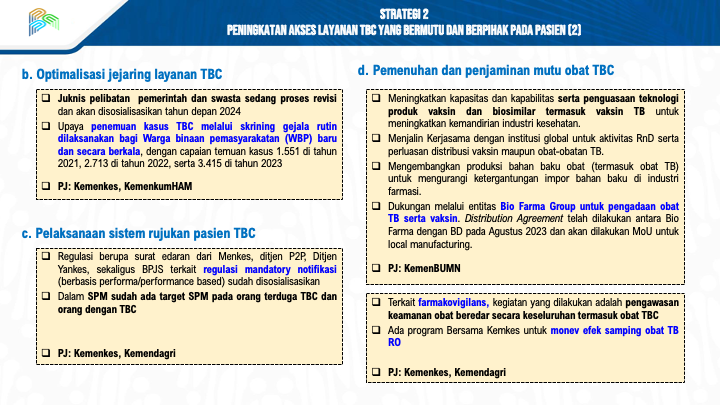 STRATEGI 2
PENINGKATAN AKSES LAYANAN TBC YANG BERMUTU DAN BERPIHAK PADA PASIEN (2)
b. Optimalisasi jejaring layanan TBC
❑ Juknis pelibatan pemerintah dan swasta sedang proses revisi
dan akan disosialisasikan tahun depan 2024
❑ Upaya penemuan kasus TBC melalui skrining gejala rutin
dilaksanakan bagi Warga binaan pemasyarakatan (WBP) baru
dan secara berkala, dengan capaian temuan kasus 1.551 di tahun
2021, 2.713 di tahun 2022, serta 3.415 di tahun 2023
❑ PJ: Kemenkes, KemenkumHAM
c. Pelaksanaan sistem rujukan pasien TBC
❑ Regulasi berupa surat edaran dari Menkes, ditjen P2P, Ditjen
Yankes, sekaligus BPJS terkait regulasi mandatory notifikasi
(berbasis performa/performance based) sudah disosialisasikan
❑ Dalam SPM sudah ada target SPM pada orang terduga TBC dan
orang dengan TBC
❑ PJ: Kemenkes, Kemendagri
d. Pemenuhan dan penjaminan mutu obat TBC
❑ Meningkatkan kapasitas dan kapabilitas serta penguasaan teknologi
produk vaksin dan biosimilar termasuk vaksin TB untuk
meningkatkan kemandirian industri kesehatan.
❑ Menjalin Kerjasama dengan institusi global untuk aktivitas RnD serta
perluasan distribusi vaksin maupun obat-obatan TB.
❑ Mengembangkan produksi bahan baku obat (termasuk obat TB)
untuk mengurangi ketergantungan impor bahan baku di industri
farmasi.
❑ Dukungan melalui entitas Bio Farma Group untuk pengadaan obat
TB serta vaksin. Distribution Agreement telah dilakukan antara Bio
Farma dengan BD pada Agustus 2023 dan akan dilakukan MoU untuk
local manufacturing.
❑ PJ: KemenBUMN
❑ Terkait farmakovigilans, kegiatan yang dilakukan adalah pengawasan
keamanan obat beredar secara keseluruhan termasuk obat TBC
❑ Ada program Bersama Kemkes untuk monev efek samping obat TB
RO
❑ PJ: Kemenkes, Kemendagri